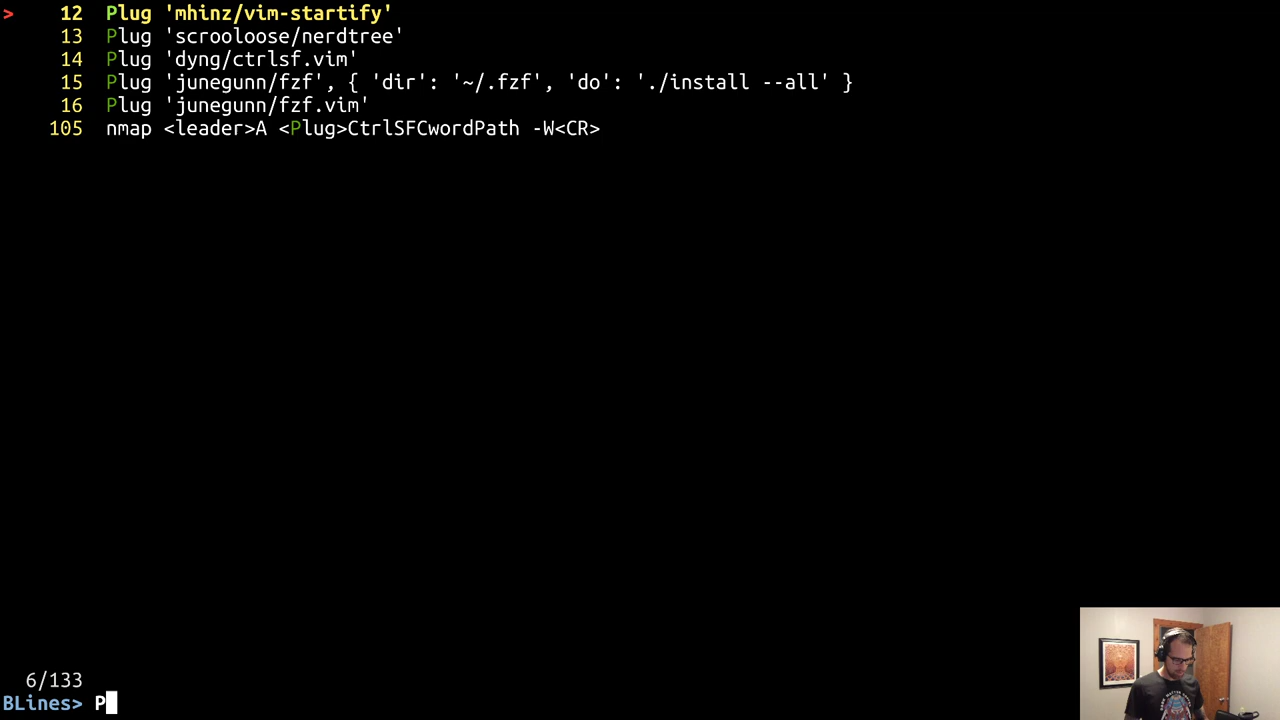 > 12 Plug 'mhinz/vim-startify'
13 Plug 'scrooloose/nerdtree'
14 Plug 'dyng/ctrlsf.vim'
15 Plug 'junegunn/fzf', { 'dir': '~/.fzf', 'do': './install --all' }
16 Plug 'junegunn/fzf.vim'
105 nmap <leader>A <Plug>CtrlSFCwordPath -W<CR>
6/133
BLines> P